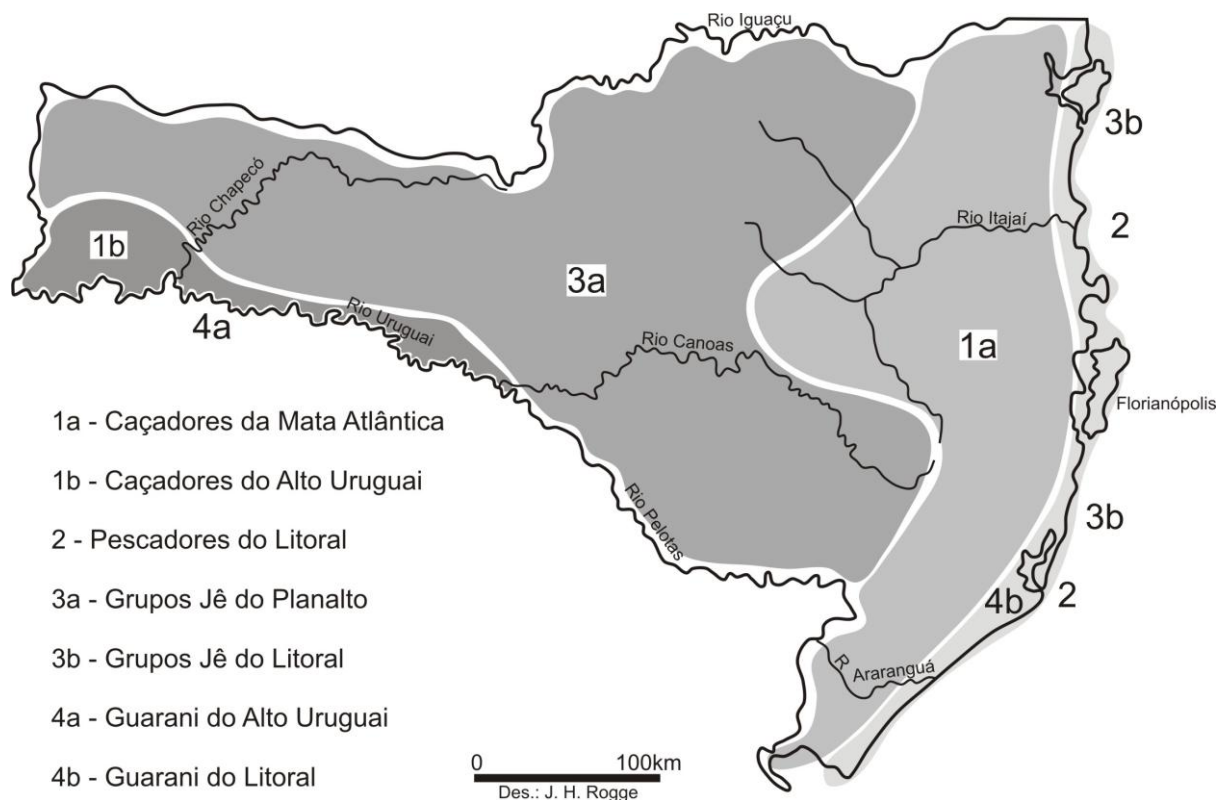 Rio Iguaçu
3b
Rio Chapecó
Rio Itajaí
2
1b
3a
Rio Uruguai
4a
Rio Canoas
1a
Florianópolis
Rio Pelotas
3b
4b
2
R. Araranguá
1a - Caçadores da Mata Atlântica
1b - Caçadores do Alto Uruguai
2 - Pescadores do Litoral
3a - Grupos Jê do Planalto
3b - Grupos Jê do Litoral
4a - Guarani do Alto Uruguai
4b - Guarani do Litoral
0 100km
Des.: J. H. Rogge